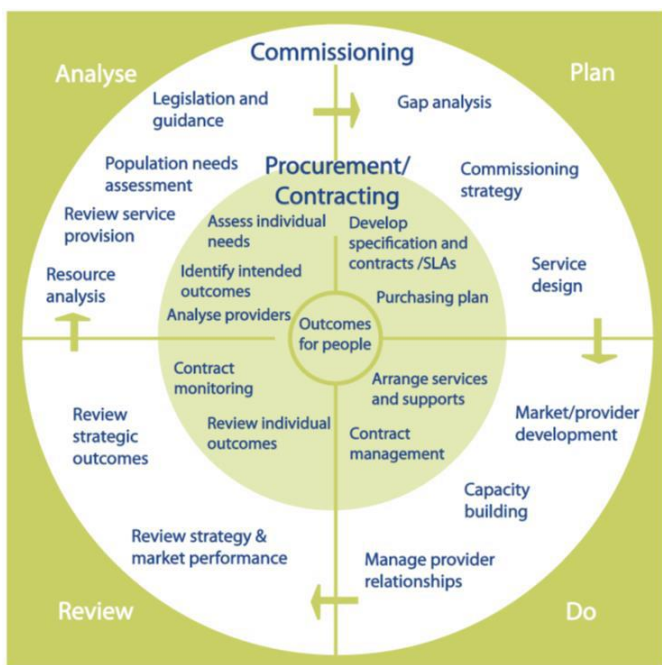 Commissioning
Analyse
Plan
Legislation and
guidance
Gap analysis
Population needs
assessment
Procurement/
Contracting
Commissioning
strategy
Review service
provision
Assess individual
needs
Develop
specification and
contracts /SLAs
Resource
analysis
Identify intended
outcomes
Purchasing plan
Service
design
Analyse providers
Outcomes
for people
Contract
monitoring
Arrange services
and supports
Review
strategic
outcomes
Review individual
outcomes
Contract
management
Market/provider
development
Capacity
building
Review strategy &
market performance
Manage provider
relationships
Review
Do